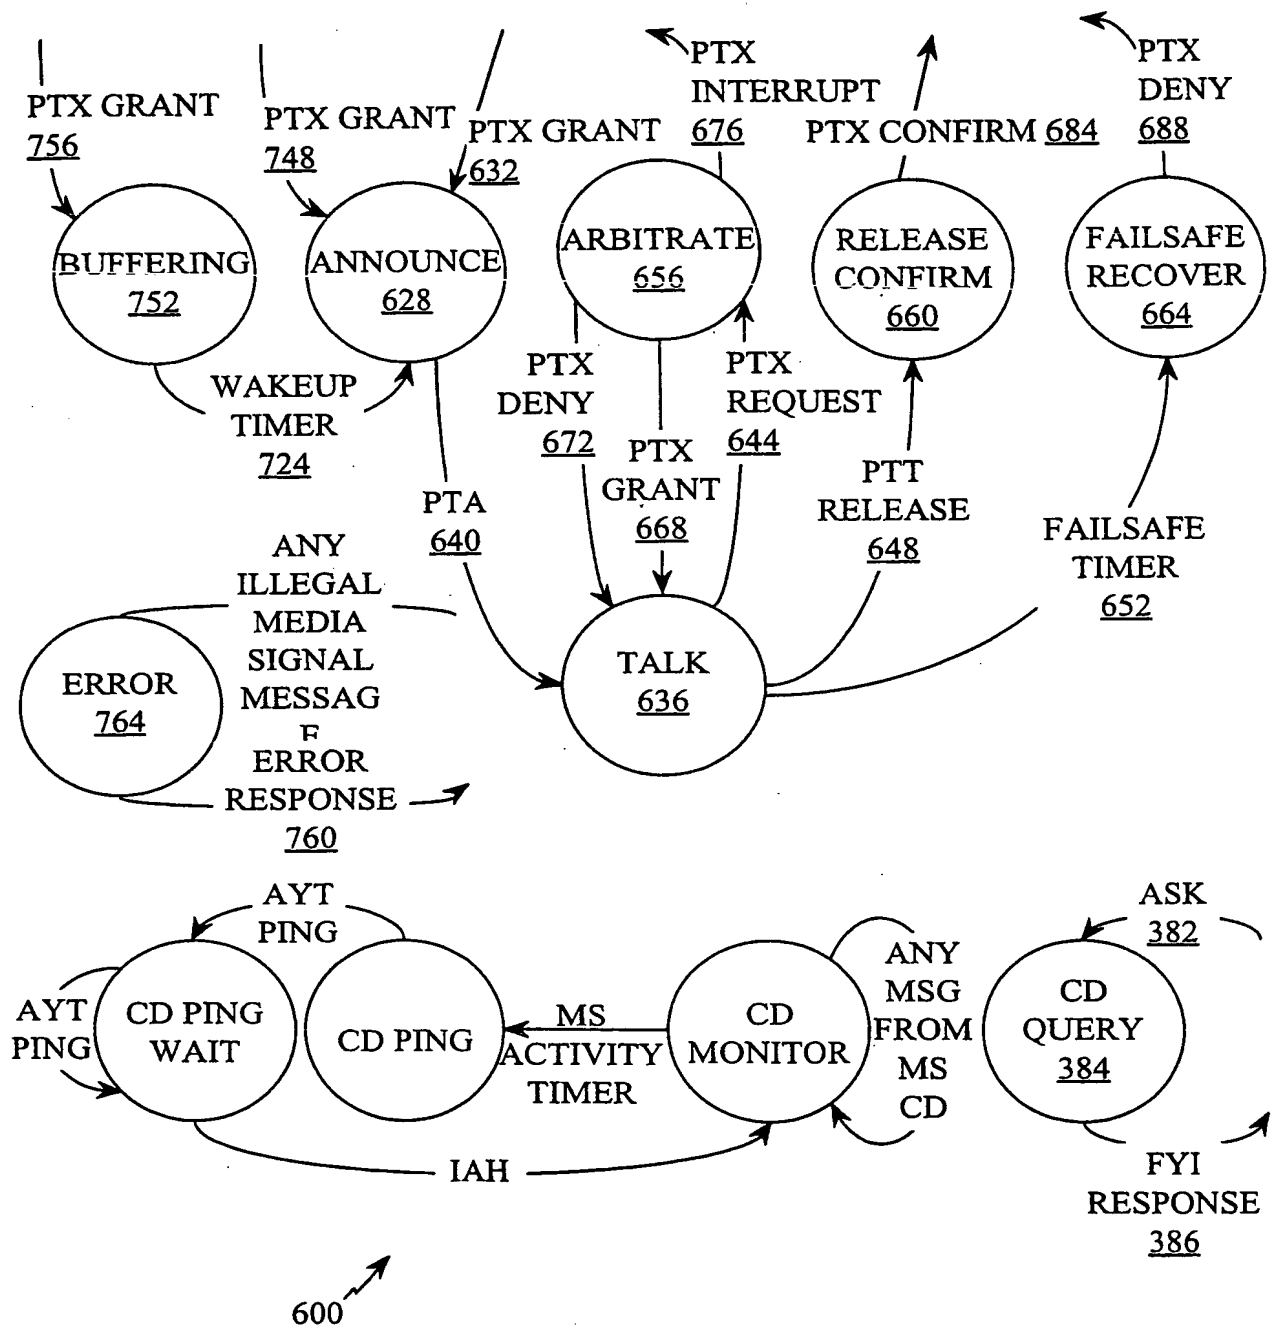 PTX GRANT
756
PTX GRANT
748
PTX GRANT
632
PTX
INTERRUPT
676
PTX CONFIRM 684
PTX
DENY
688
BUFFERING
752
ANNOUNCE
628
ARBITRATE
656
RELEASE
CONFIRM
660
FAILSAFE
RECOVER
664
WAKEUP
TIMER
724
PTA
640
PTX
DENY
672
PTX
GRANT
668
PTX
REQUEST
644
PTT
RELEASE
648
FAILSAFE
TIMER
652
ANY
ILLEGAL
MEDIA
SIGNAL
MESSAG
E
ERROR
764
ERROR
RESPONSE
760
TALK
636
AYT
PING
AYT
PING
CD PING
WAIT
CD PING
MS
ACTIVITY
TIMER
CD
MONITOR
ANY
MSG
FROM
MS
CD
ASK
382
CD
QUERY
384
IAH
FYI
RESPONSE
386
600